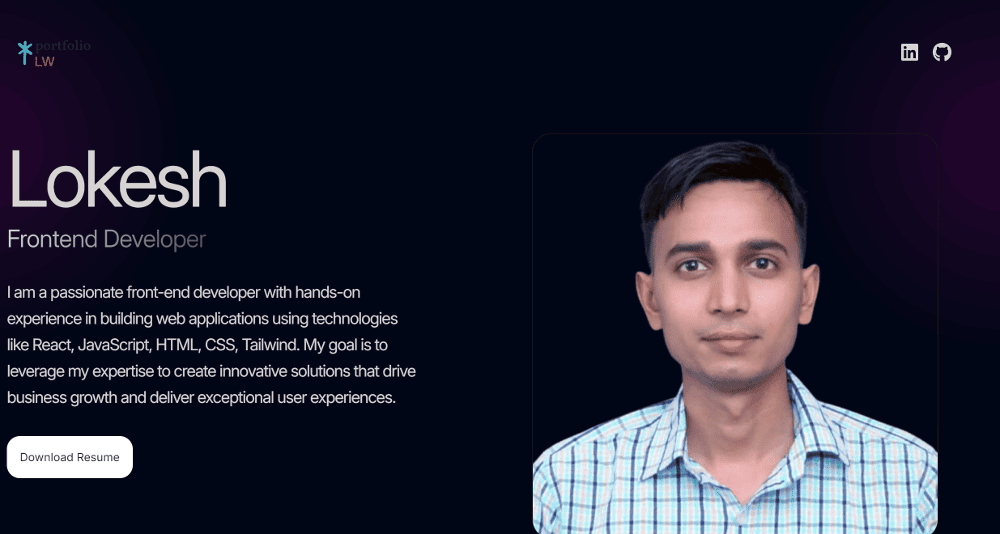 portfolio
LW
Lokesh
Frontend Developer
I am a passionate front-end developer with hands-on
experience in building web applications using technologies
like React, JavaScript, HTML, CSS, Tailwind. My goal is to
leverage my expertise to create innovative solutions that drive
business growth and deliver exceptional user experiences.
Download Resume